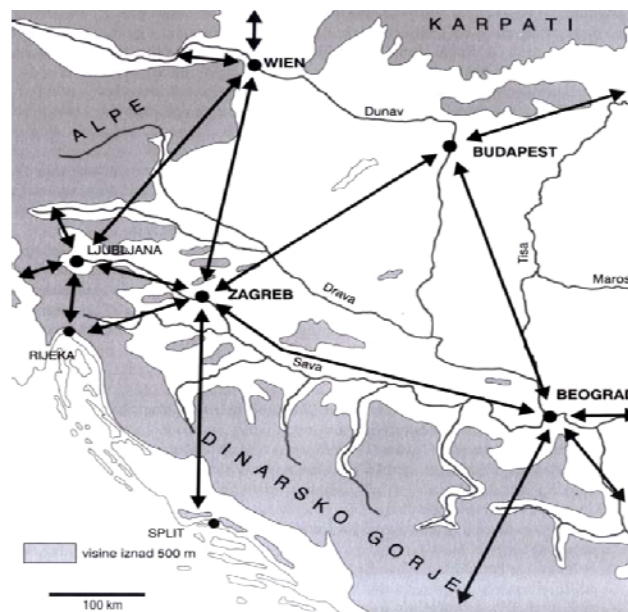 KARPATI
WIEN
Dunav
ALPE
BUDAPEST
LJUBLJANA
Tisa
ZAGREB
Drava
Maros
RIJEKA
Sava
BEOGRAD
DINARSKO GORJE
SPLIT
visine iznad 500 m
100 km